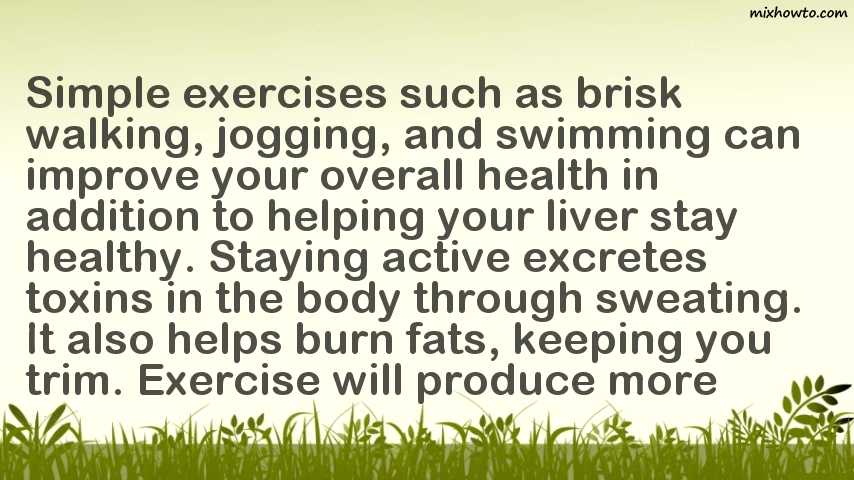 mixhowto.com
Simple exercises such as brisk
walking, jogging, and swimming can
improve your overall health in
addition to helping your liver stay
healthy. Staying active excretes
toxins in the body through sweating.
It also helps burn fats, keeping you
trim. Exercise will produce more